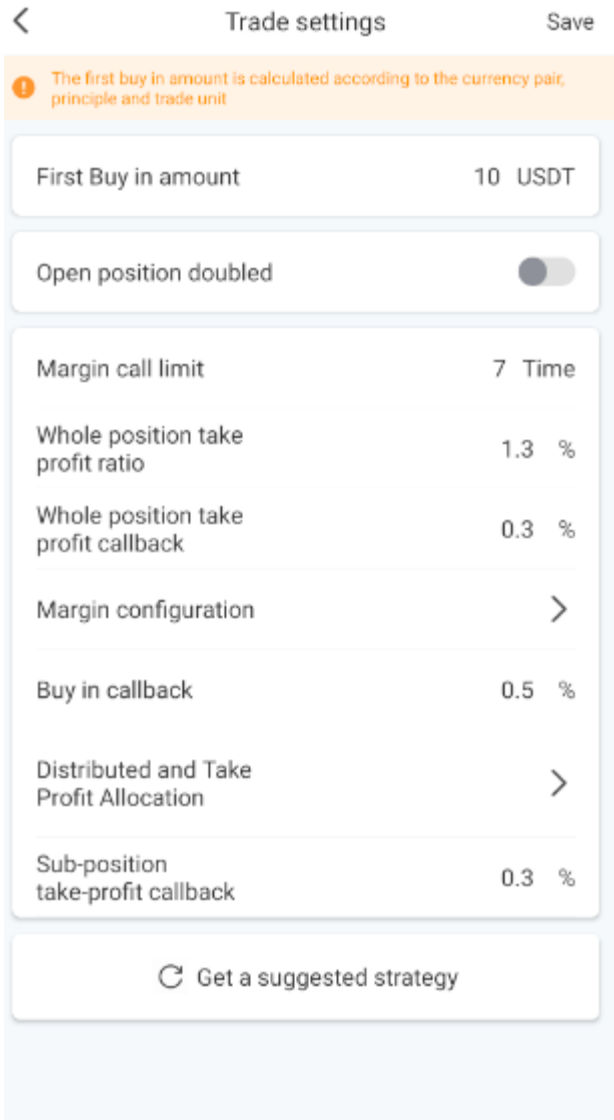 Trade settings Save
The first buy in amount is calculated according to the currency pair,
principle and trade unit
First Buy in amount 10 USDT
Open position doubled
Margin call limit 7 Time
Whole position take
profit ratio 1.3 %
Whole position take
profit callback 0.3 %
Margin configuration
Buy in callback 0.5 %
Distributed and Take
Profit Allocation
Sub-position
take-profit callback 0.3 %
Get a suggested strategy